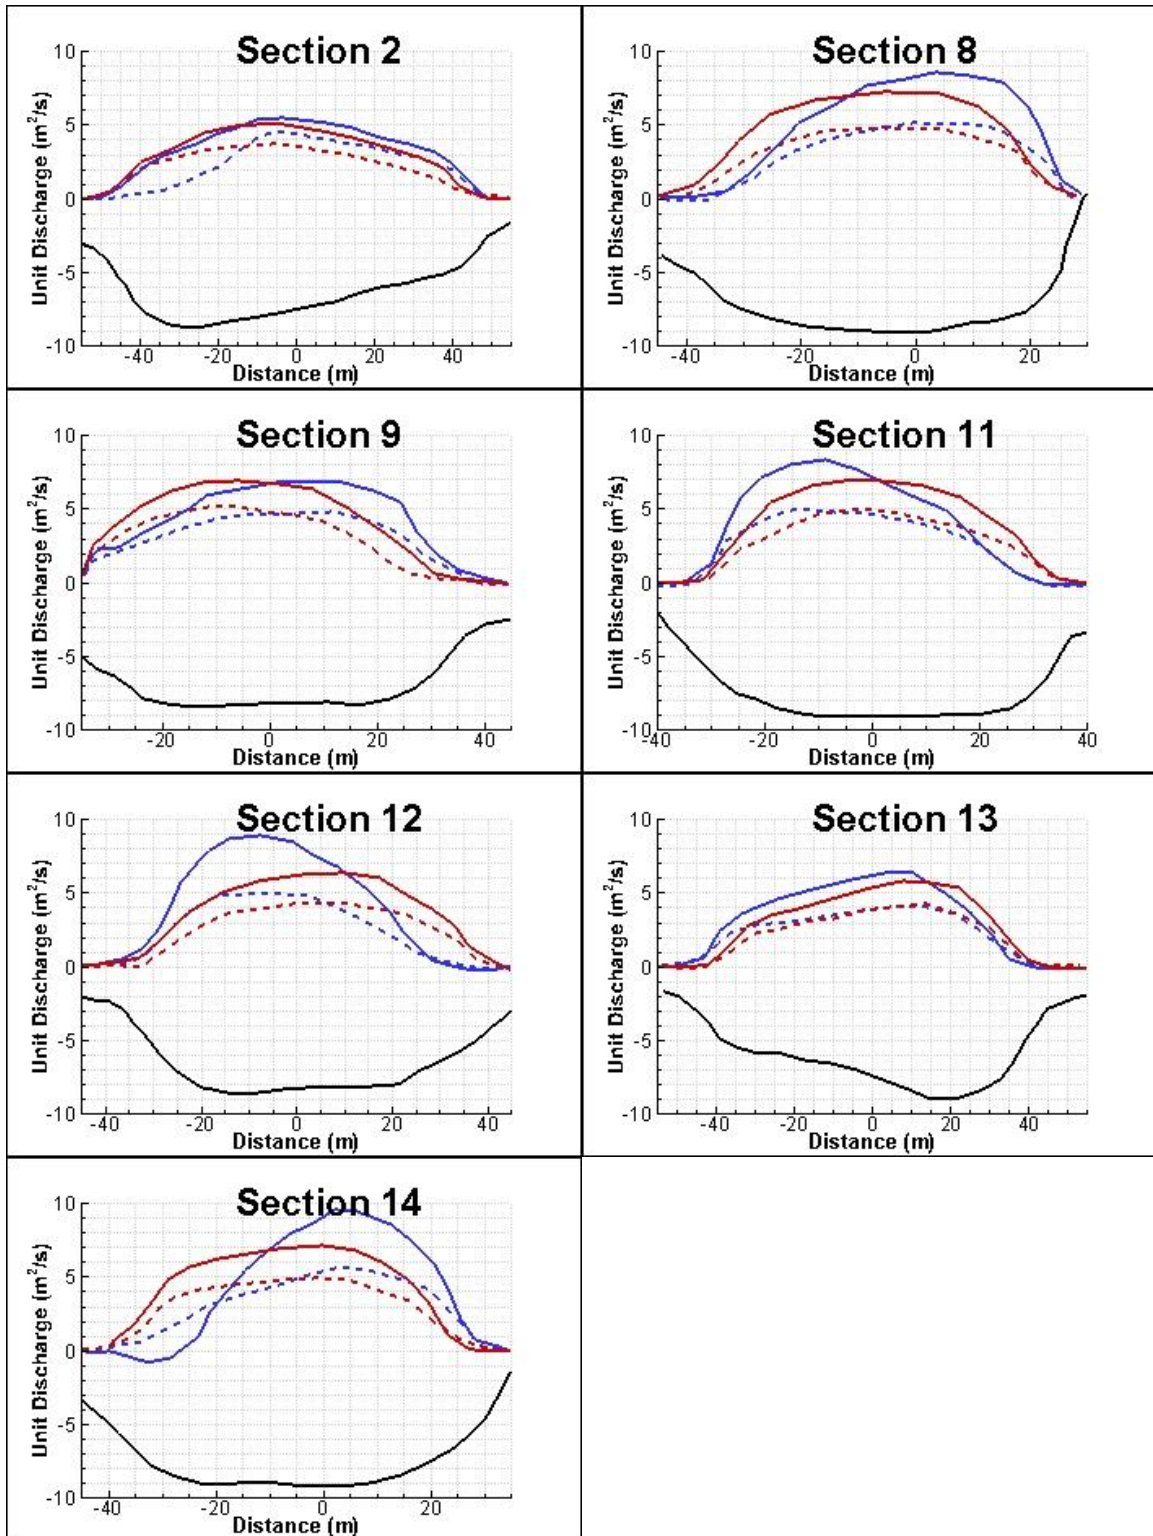 Section 2
10
5
0
-5
-10
Unit Discharge (m²/s)
-40 -20 0 20 40
Distance (m)
Section 8
10
5
0
-5
-10
Unit Discharge (m²/s)
-40 -20 0 20
Distance (m)
Section 9
10
5
0
-5
-10
Unit Discharge (m²/s)
-20 0 20 40
Distance (m)
Section 11
10
5
0
-5
-10
Unit Discharge (m²/s)
-40 -20 0 20 40
Distance (m)
Section 12
10
5
0
-5
-10
Unit Discharge (m²/s)
-40 -20 0 20 40
Distance (m)
Section 13
10
5
0
-5
-10
Unit Discharge (m²/s)
-40 -20 0 20 40
Distance (m)
Section 14
10
5
0
-5
-10
Unit Discharge (m²/s)
-40 -20 0 20
Distance (m)